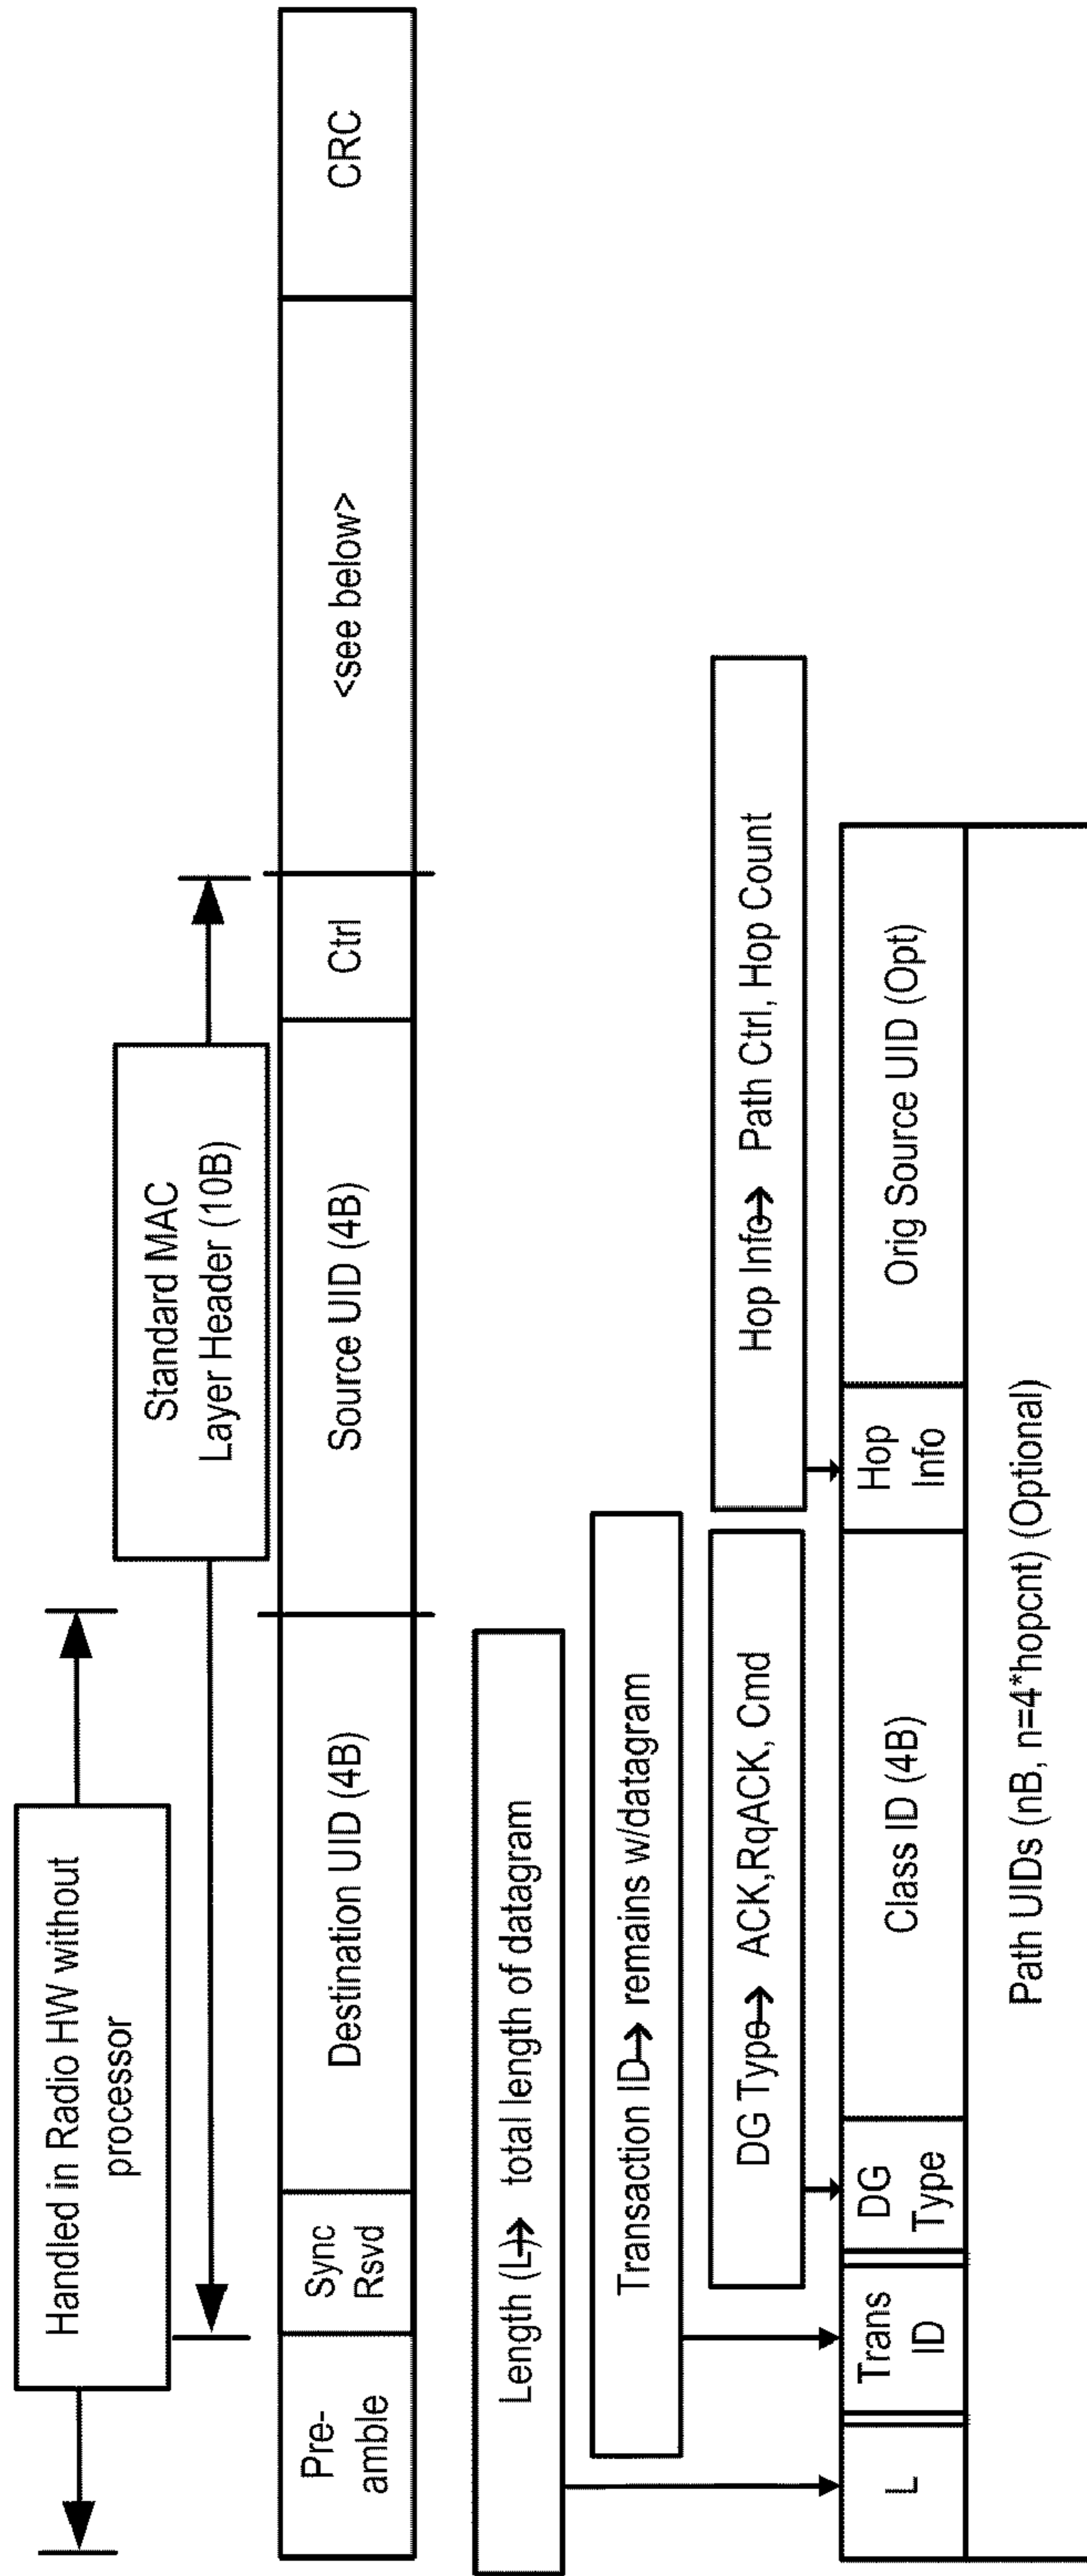 Handled in Radio HW without
processor
Standard MAC
Layer Header (10B)
Pre-
amble
Sync
Rsvd
Destination UID (4B)
Source UID (4B)
Ctrl
<see below>
CRC
Length (L)→ total length of datagram
Transaction ID→ remains w/datagram
DG Type→ ACK,RqACK, Cmd
Hop Info→ Path Ctrl, Hop Count
L
Trans
ID
DG
Type
Class ID (4B)
Hop
Info
Orig Source UID (Opt)
Path UIDs (nB, n=4*hopcnt) (Optional)